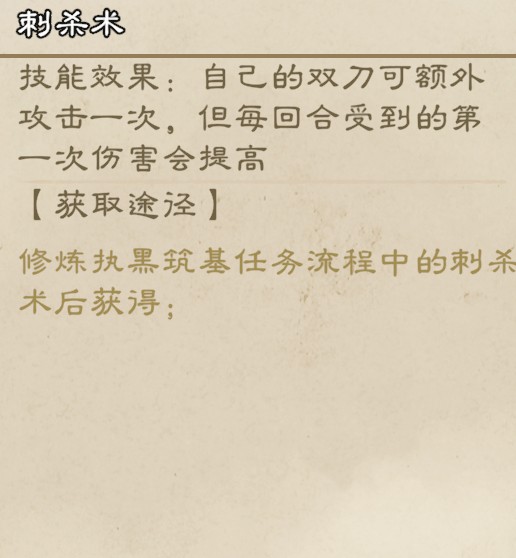 刺杀术
技能效果：自己的双刀可额外
攻击一次，但每回合受到的第
一次伤害会提高
【获取途径】
修炼执黑筑基任务流程中的刺杀
术后获得；